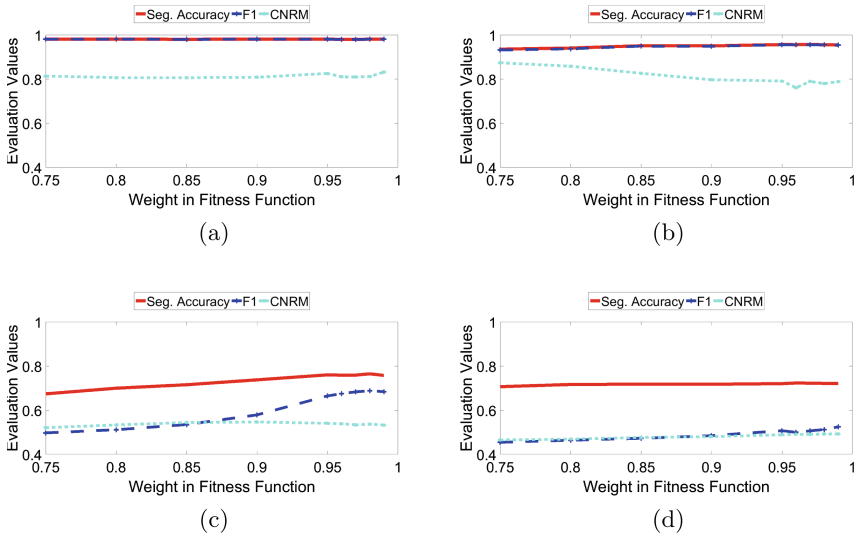 Seg. Accuracy F1 CNRM
Evaluation Values
1
0.8
0.6
0.4
0.75 0.8 0.85 0.9 0.95 1
Weight in Fitness Function
(a)
Seg. Accuracy F1 CNRM
Evaluation Values
1
0.8
0.6
0.4
0.75 0.8 0.85 0.9 0.95 1
Weight in Fitness Function
(b)
Seg. Accuracy F1 CNRM
Evaluation Values
1
0.8
0.6
0.4
0.75 0.8 0.85 0.9 0.95 1
Weight in Fitness Function
(c)
Seg. Accuracy F1 CNRM
Evaluation Values
1
0.8
0.6
0.4
0.75 0.8 0.85 0.9 0.95 1
Weight in Fitness Function
(d)